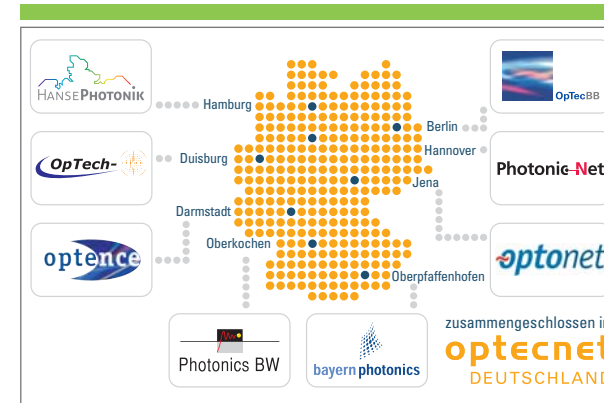 HANSEPHOTONIK
Hamburg
OpTecBB
Berlin
Hannover
OpTech-
Duisburg
Photonic-Net
Jena
Darmstadt
optence
Oberkochen
optonet
Oberpfaffenhofen
Photonics BW
bayern photonics
zusammengeschlossen in
optecnet
DEUTSCHLAND